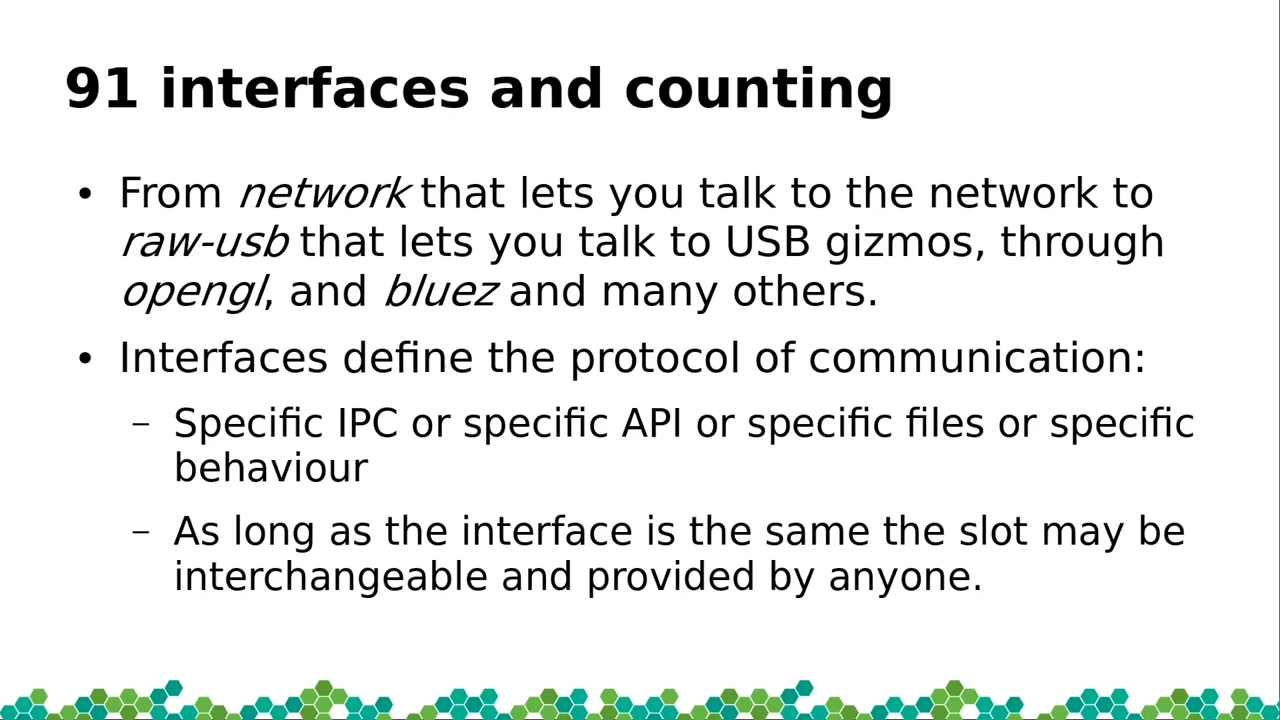 91 interfaces and counting
• From network that lets you talk to the network to
raw-usb that lets you talk to USB gizmos, through
opengl, and bluez and many others.
• Interfaces define the protocol of communication:
– Specific IPC or specific API or specific files or specific
behaviour
– As long as the interface is the same the slot may be
interchangeable and provided by anyone.